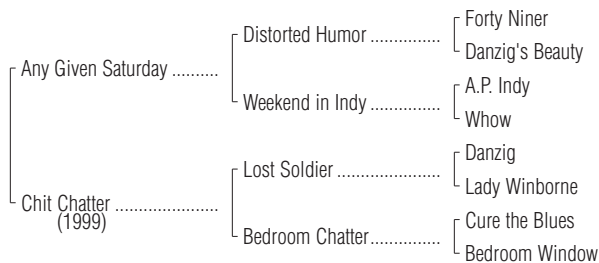 Forty Niner
Distorted Humor ...............
Danzig's Beauty
Any Given Saturday ..........
A.P. Indy
Weekend in Indy ...............
Whow
Danzig
Lost Soldier ......................
Lady Winborne
Chit Chatter ......................
(1999)
Cure the Blues
Bedroom Chatter...............
Bedroom Window